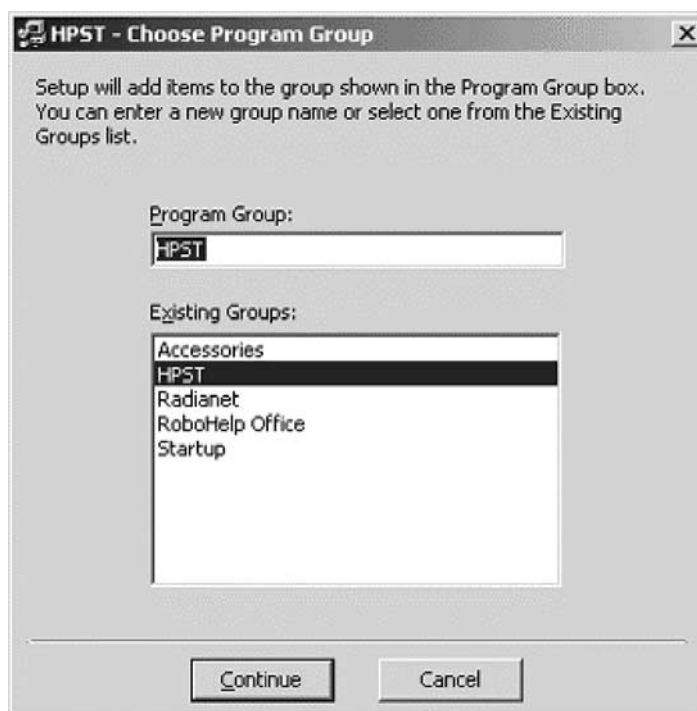 HPST - Choose Program Group
Setup will add items to the group shown in the Program Group box.
You can enter a new group name or select one from the Existing
Groups list.
Program Group:
HPST
Existing Groups:
Accessories
HPST
Radianet
RoboHelp Office
Startup
Continue
Cancel